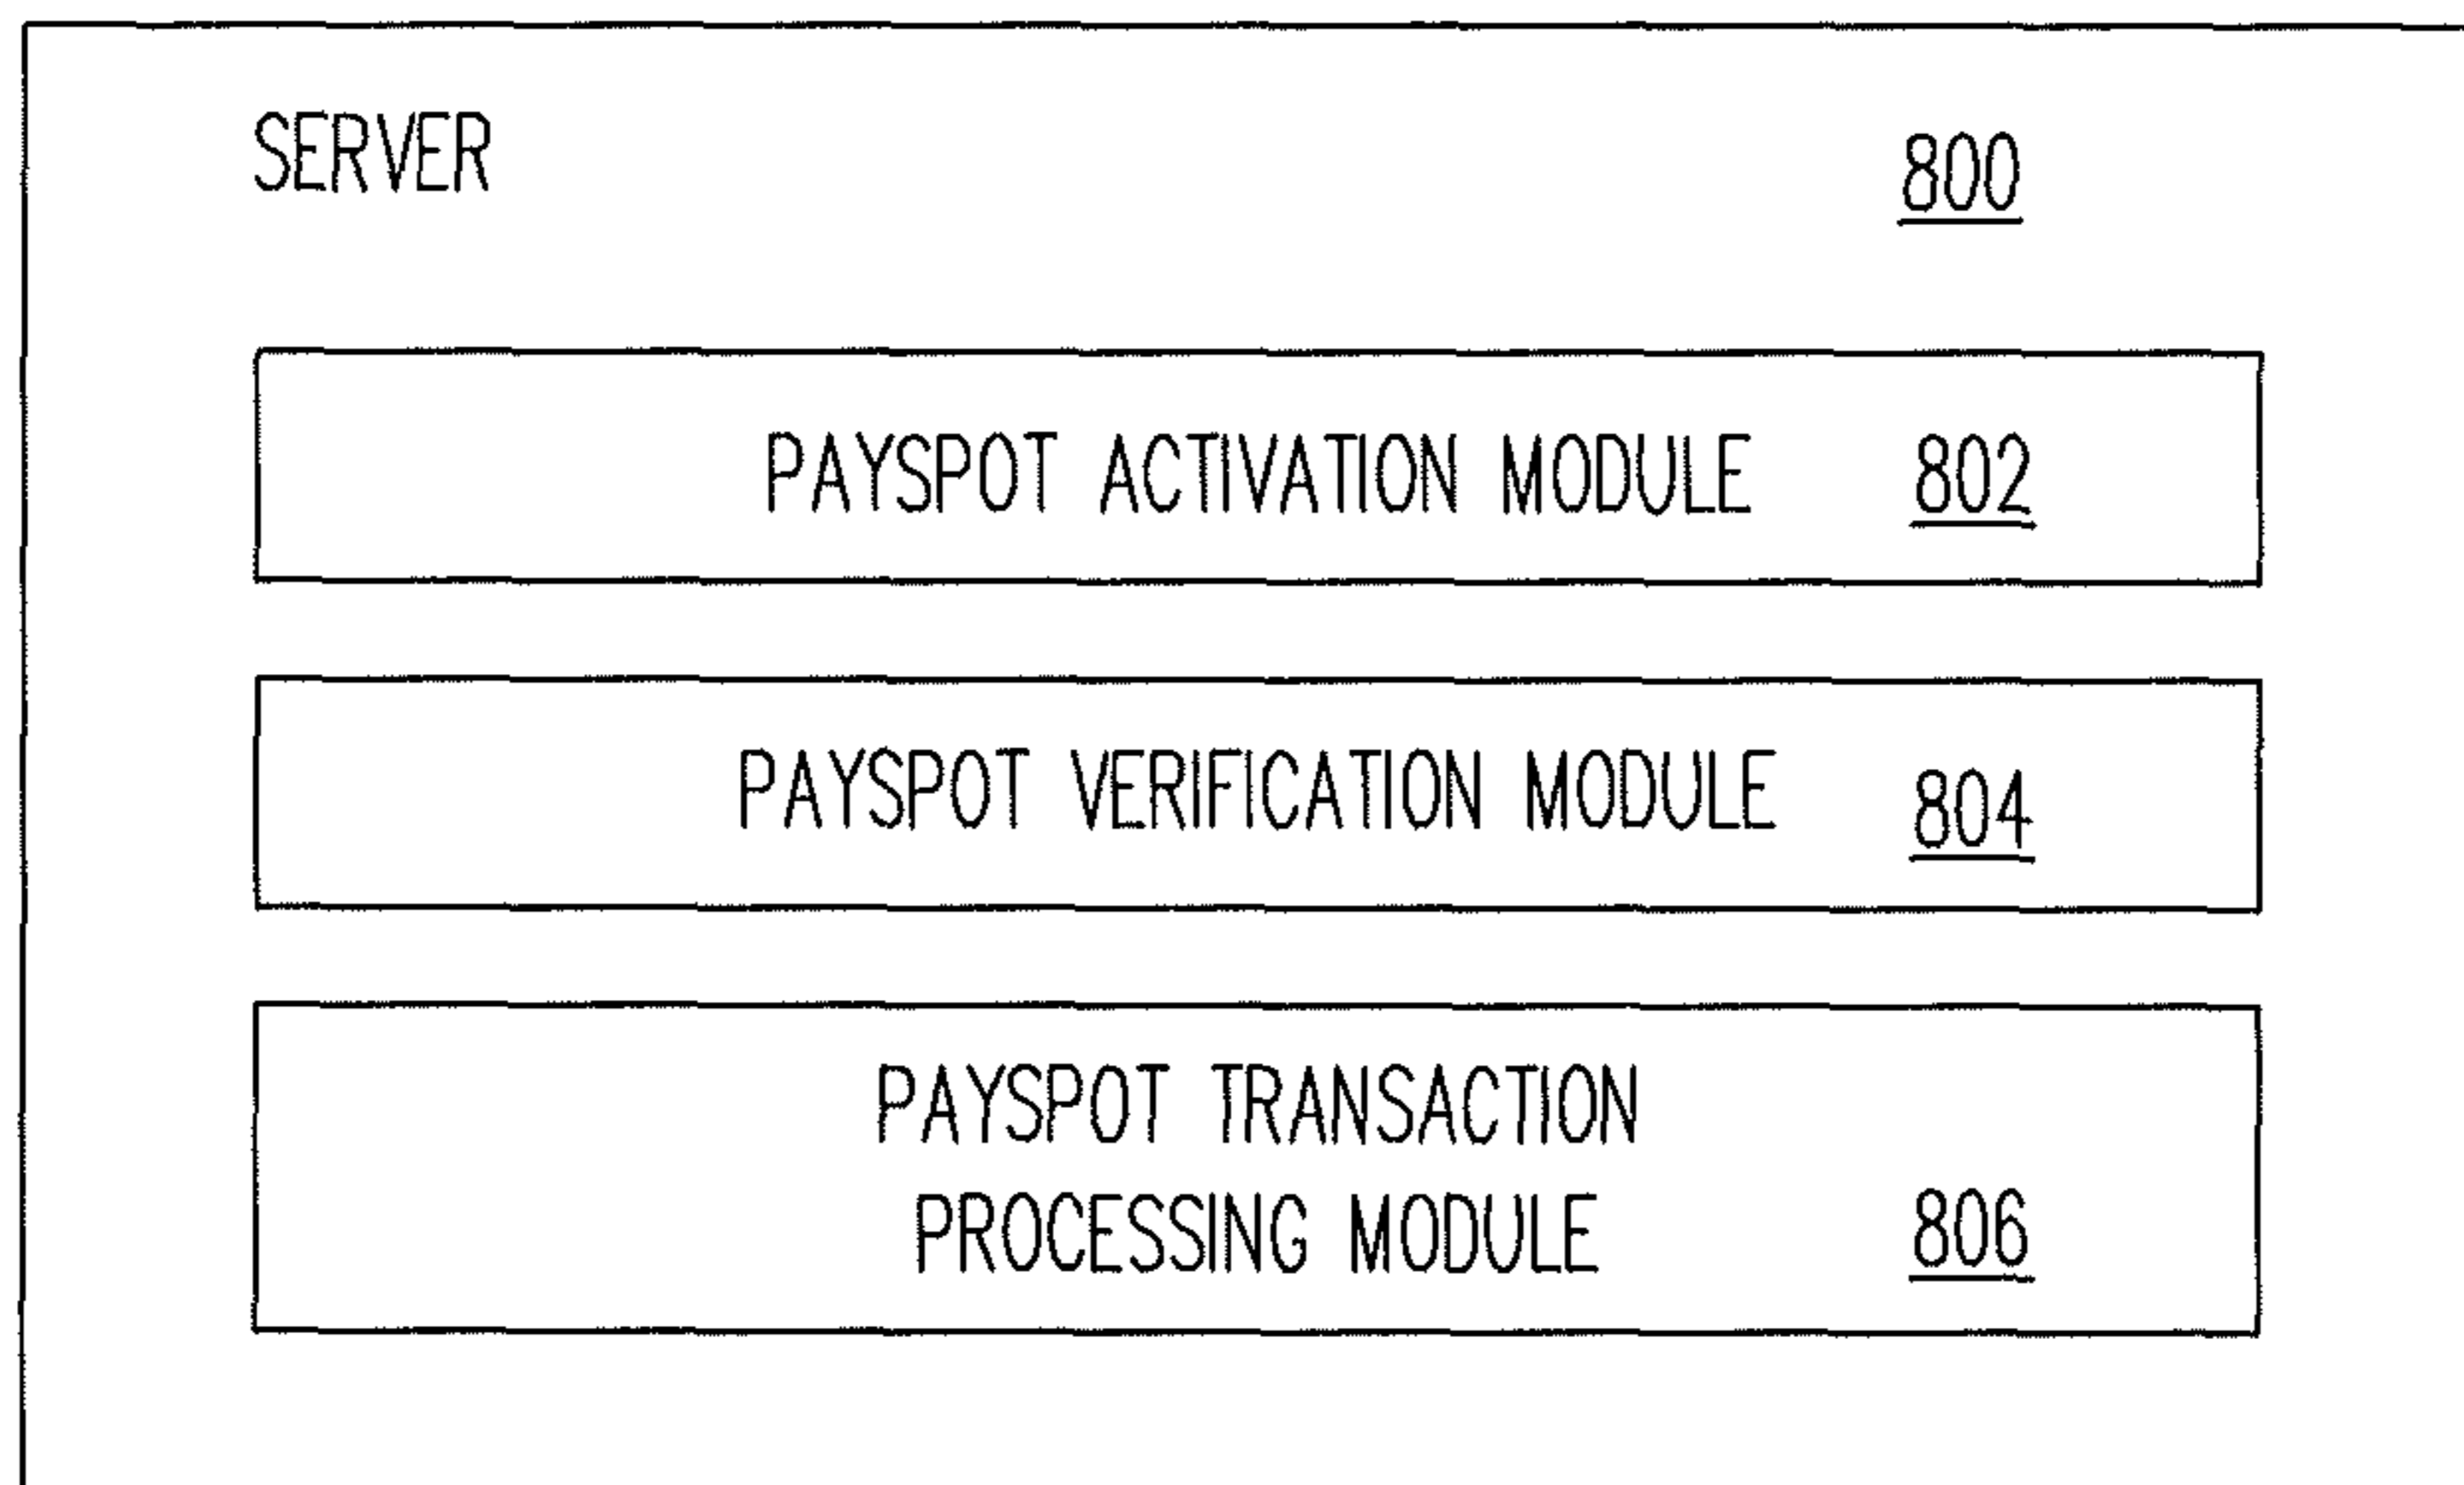 SERVER 800
PAYSPOT ACTIVATION MODULE 802
PAYSPOT VERIFICATION MODULE 804
PAYSPOT TRANSACTION
PROCESSING MODULE 806